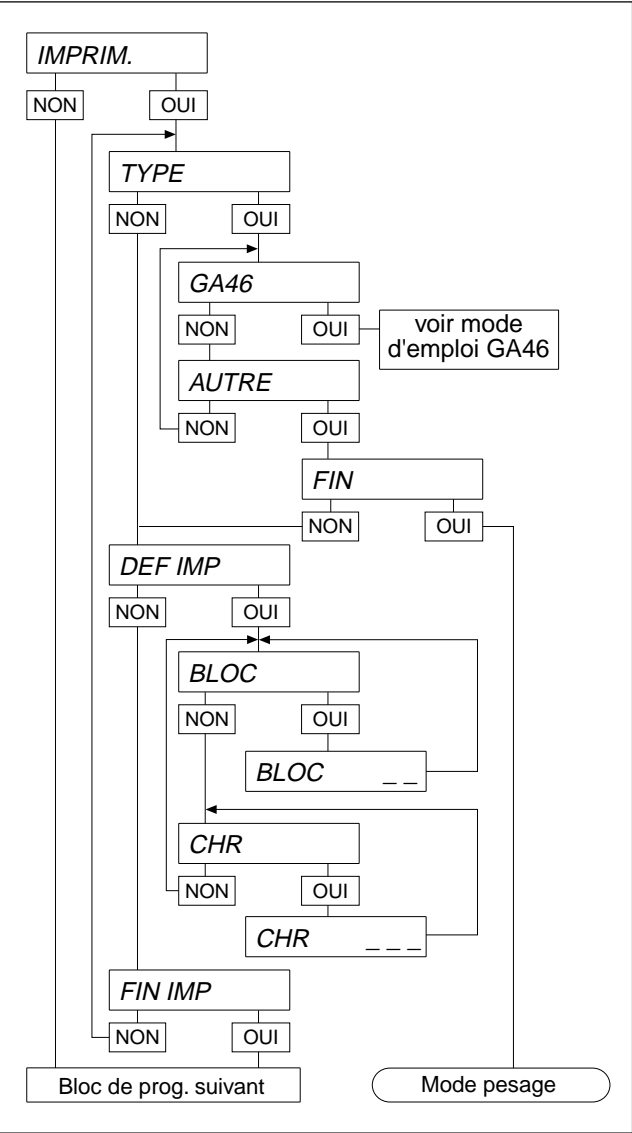 IMPRIM.
NON OUI
TYPE
NON OUI
GA46
NON OUI
voir mode
d'emploi GA46
AUTRE
NON OUI
FIN
NON OUI
DEF IMP
NON OUI
BLOC
NON OUI
BLOC _ _
CHR
NON OUI
CHR _ _ _
FIN IMP
NON OUI
Bloc de prog. suivant
Mode pesage